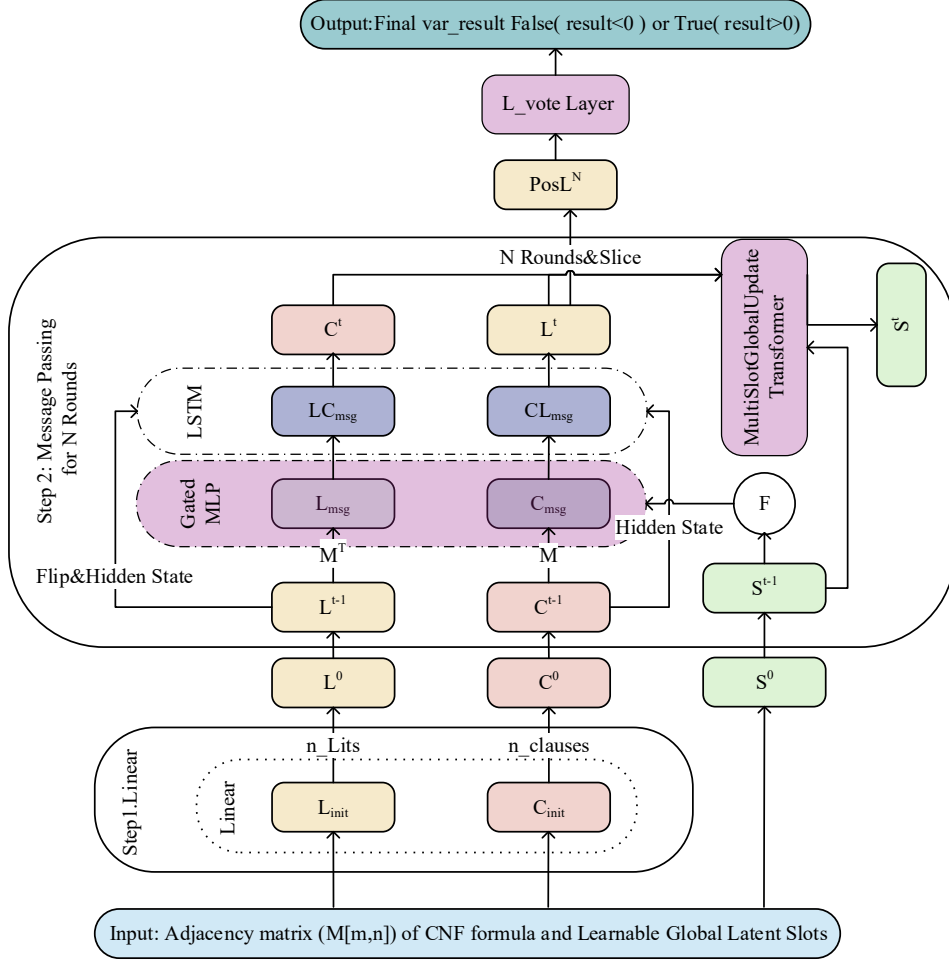 Output:Final var_result False( result<0 ) or True( result>0)
L_vote Layer
PosL^N
N Rounds&Slice
MultiSlotGlobalUpdate
Transformer
S^t
C^t
L^t
Step 2: Message Passing
for N Rounds
LSTM
LC_msg
CL_msg
Gated
MLP
L_msg
C_msg
F
Hidden State
M^T
M
Flip&Hidden State
L^t-1
C^t-1
S^t-1
L^0
C^0
S^0
Step1.Linear
n_Lits
n_clauses
Linear
L_init
C_init
Input: Adjacency matrix (M[m,n]) of CNF formula and Learnable Global Latent Slots